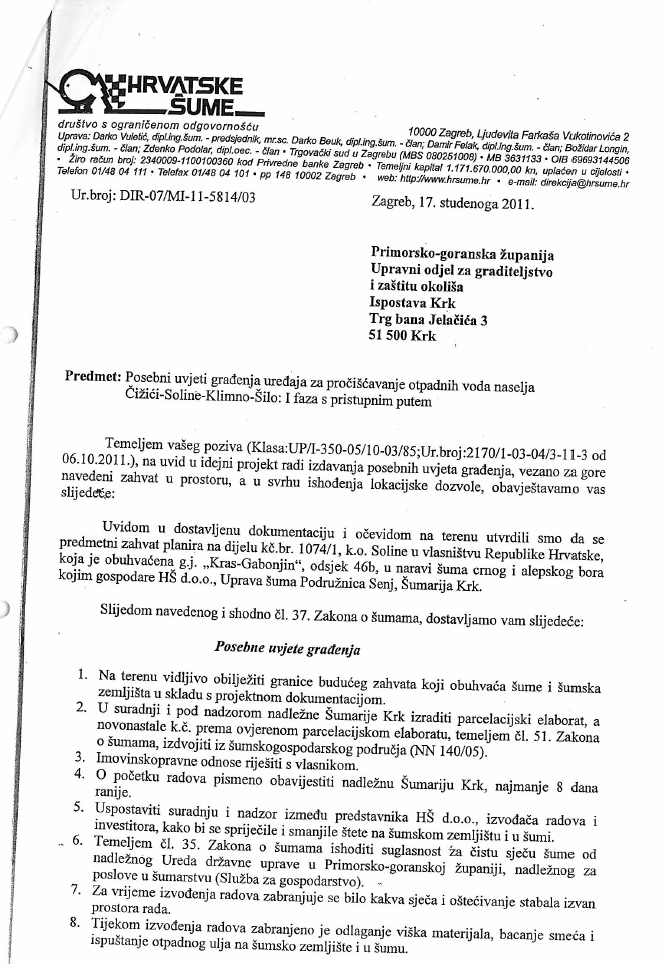 HRVATSKE
ŠUME
društvo s ograničenom odgovornošću
10000 Zagreb, Ljudevita Farkaša Vukotinovića 2
Uprava: Darko Vuletić, dipl.ing.šum. - predsjednik, mr.sc. Darko Beuk, dipl.ing.šum. - član; Damir Felak, dipl.ing.šum. - član; Božidar Longin,
dipl.ing.šum. - član; Zdenko Podolar, dipl.oec. - član • Trgovački sud u Zagrebu (MBS 080251008) • MB 3631133 • OIB 69693144506
• Žiro račun broj: 2340009-1100100360 kod Privredne banke Zagreb • Temeljni kapital 1.171.670.000,00 kn, uplaćen u cijelosti •
Telefon 01/48 04 111 • Telefax 01/48 04 101 • pp 148 10002 Zagreb • web: http://www.hrsume.hr • e-mail: direkcija@hrsume.hr
Ur.broj: DIR-07/MI-11-5814/03
Zagreb, 17. studenoga 2011.
Primorsko-goranska županija
Upravni odjel za graditeljstvo
i zaštitu okoliša
Ispostava Krk
Trg bana Jelačića 3
51 500 Krk
Predmet: Posebni uvjeti građenja uređaja za pročišćavanje otpadnih voda naselja
Čižići-Soline-Klimno-Šilo: I faza s pristupnim putem
Temeljem vašeg poziva (Klasa:UP/I-350-05/10-03/85;Ur.broj:2170/1-03-04/3-11-3 od
06.10.2011.), na uvid u idejni projekt radi izdavanja posebnih uvjeta građenja, vezano za gore
navedeni zahvat u prostoru, a u svrhu ishođenja lokacijske dozvole, obavještavamo vas
slijedeće:
Uvidom u dostavljenu dokumentaciju i očevidom na terenu utvrdili smo da se
predmetni zahvat planira na dijelu kč.br. 1074/1, k.o. Soline u vlasništvu Republike Hrvatske,
koja je obuhvaćena g.j. „Kras-Gabonjin“, odsjek 46b, u naravi šuma crnog i alepskog bora
kojim gospodare HŠ d.o.o., Uprava šuma Podružnica Senj, Šumarija Krk.
Slijedom navedenog i shodno čl. 37. Zakona o šumama, dostavljamo vam slijedeće:
Posebne uvjete građenja
1. Na terenu vidljivo obilježiti granice budućeg zahvata koji obuhvaća šume i šumska
zemljišta u skladu s projektnom dokumentacijom.
2. U suradnji i pod nadzorom nadležne Šumarije Krk izraditi parcelacijski elaborat, a
novonastale k.č. prema ovjerenom parcelacijskom elaboratu, temeljem čl. 51. Zakona
o šumama, izdvojiti iz šumskogospodarskog područja (NN 140/05).
3. Imovinskopravne odnose riješiti s vlasnikom.
4. O početku radova pismeno obavijestiti nadležnu Šumariju Krk, najmanje 8 dana
ranije.
5. Uspostaviti suradnju i nadzor između predstavnika HŠ d.o.o., izvođača radova i
investitora, kako bi se spriječile i smanjile štete na šumskom zemljištu i u šumi.
6. Temeljem čl. 35. Zakona o šumama ishoditi suglasnost za čistu sječu šume od
nadležnog Ureda državne uprave u Primorsko-goranskoj županiji, nadležnog za
poslove u šumarstvu (Služba za gospodarstvo).
7. Za vrijeme izvođenja radova zabranjuje se bilo kakva sječa i oštećivanje stabala izvan
prostora rada.
8. Tijekom izvođenja radova zabranjeno je odlaganje viška materijala, bacanje smeća i
ispuštanje otpadnog ulja na šumsko zemljište i u šumu.